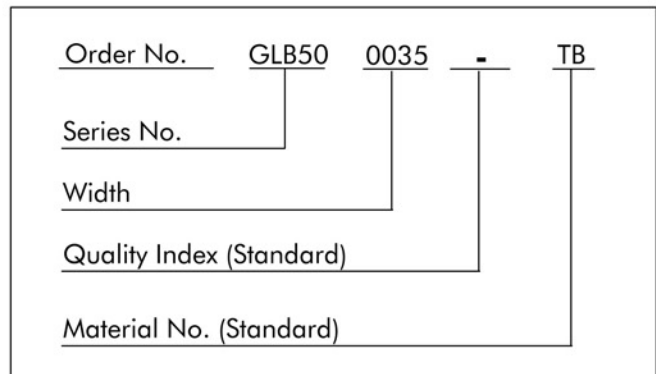 Order No. GLB50 0035 - TB
Series No.
Width
Quality Index (Standard)
Material No. (Standard)